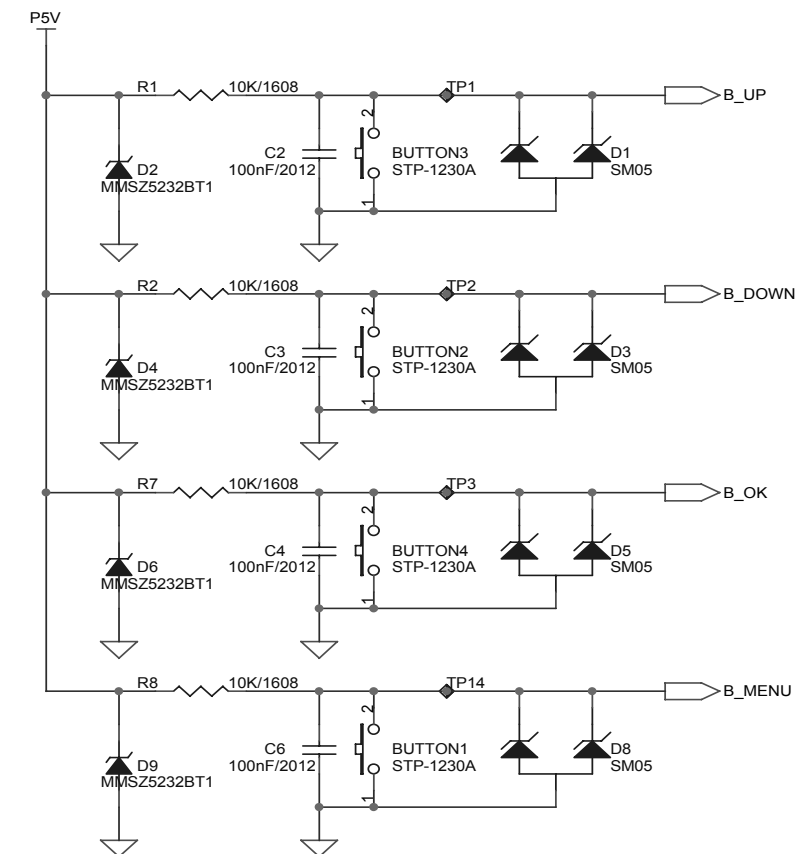 P5V
R1 10K/1608 TP1
B_UP
2
D2
MMSZ5232BT1
C2
100nF/2012
BUTTON3
STP-1230A
D1
SM05
1
R2 10K/1608 TP2
B_DOWN
2
D4
MMSZ5232BT1
C3
100nF/2012
BUTTON2
STP-1230A
D3
SM05
1
R7 10K/1608 TP3
B_OK
2
D6
MMSZ5232BT1
C4
100nF/2012
BUTTON4
STP-1230A
D5
SM05
1
R8 10K/1608 TP14
B_MENU
2
D9
MMSZ5232BT1
C6
100nF/2012
BUTTON1
STP-1230A
D8
SM05
1